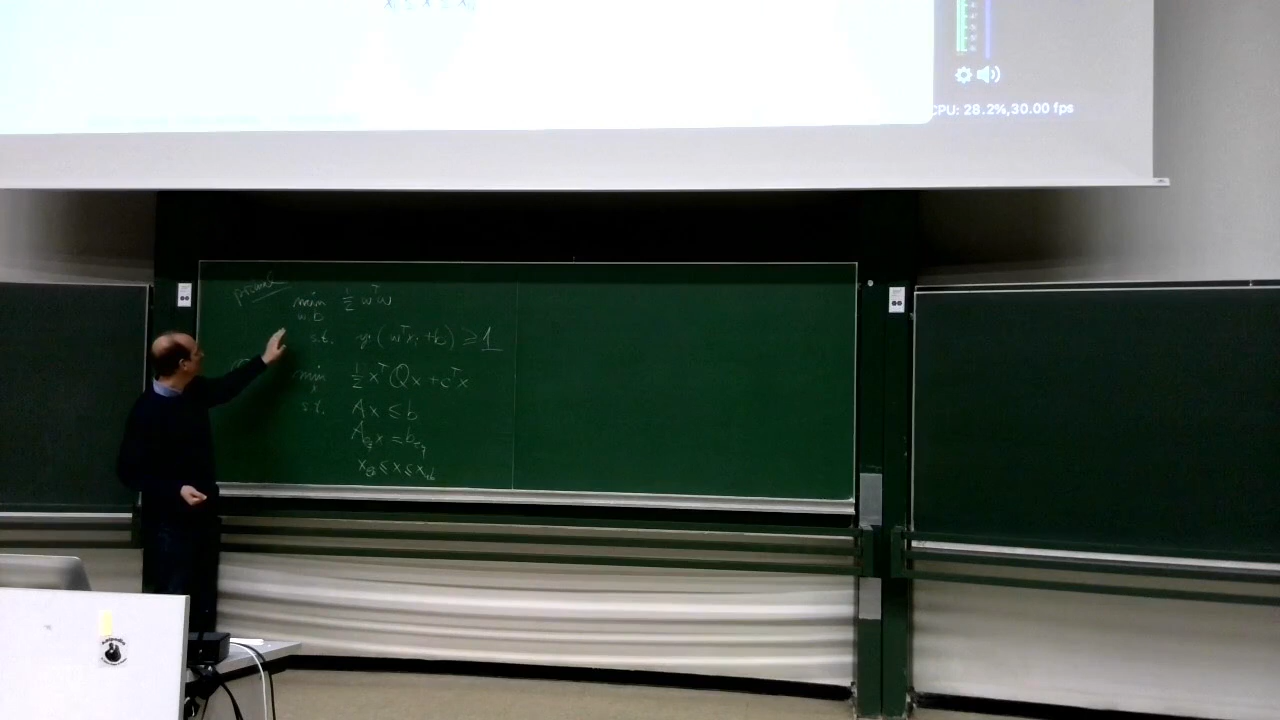 CPU: 28.2%, 30.00 fps
primal
min ½ wᵀw
w, b
s.t. yᵢ(wᵀxᵢ + b) ≥ 1
min ½ xᵀQx + cᵀx
x
s.t. Ax ≤ b
A_eq x = b_eq
x_lb ≤ x ≤ x_ub